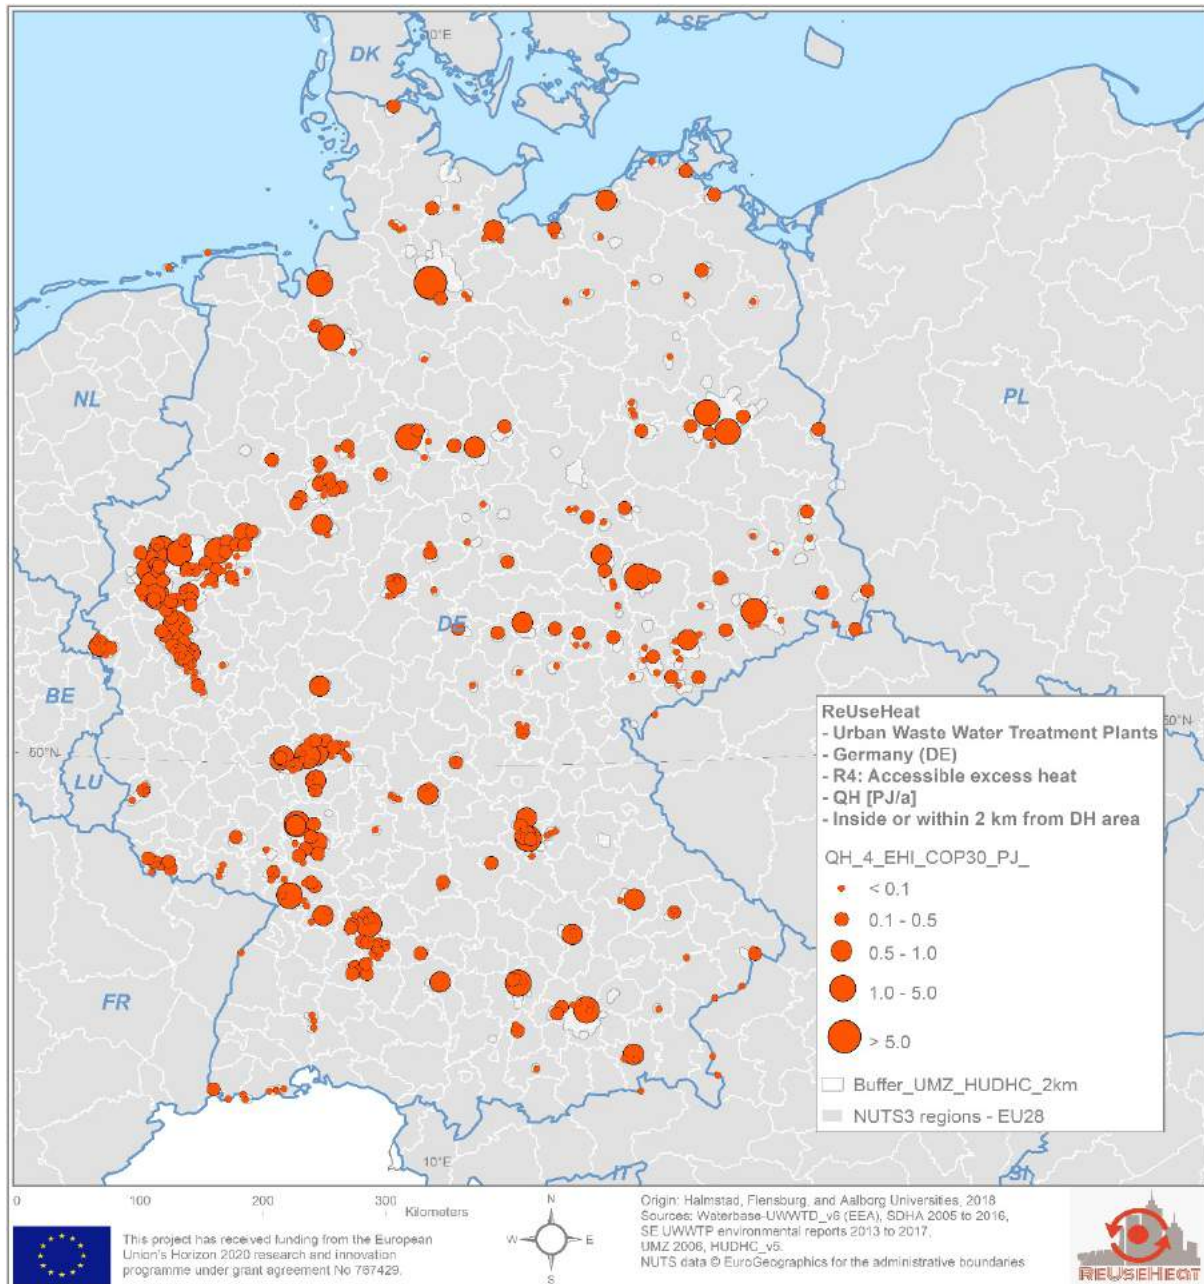 SE
10°E
DK
NL
PL
DE
BE
LU
50°N
50°N
FR
ReUseHeat
- Urban Waste Water Treatment Plants
- Germany (DE)
- R4: Accessible excess heat
- QH [PJ/a]
- Inside or within 2 km from DH area
QH_4_EHI_COP30_PJ_
< 0.1
0.1 - 0.5
0.5 - 1.0
1.0 - 5.0
> 5.0
Buffer_UMZ_HUDHC_2km
NUTS3 regions - EU28
10°E
IT
SI
0 100 200 300
Kilometers
N
W E
S
This project has received funding from the European
Union's Horizon 2020 research and innovation
programme under grant agreement No 767429.
Origin: Halmstad, Flensburg, and Aalborg Universities, 2018
Sources: Waterbase-UWWTD_v6 (EEA), SDHA 2005 to 2016,
SE UWWTP environmental reports 2013 to 2017,
UMZ 2006, HUDHC_v5.
NUTS data © EuroGeographics for the administrative boundaries
REUSEHEAT